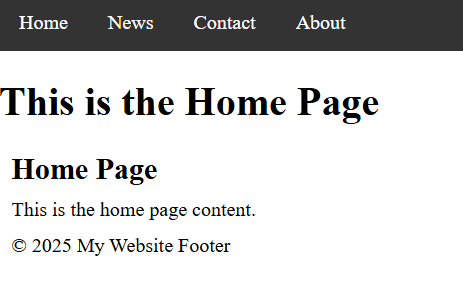 Home News Contact About
This is the Home Page
Home Page
This is the home page content.
© 2025 My Website Footer